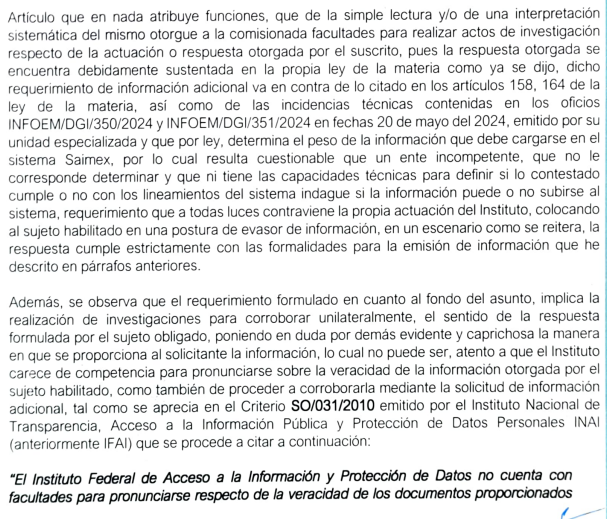 Artículo que en nada atribuye funciones, que de la simple lectura y/o de una interpretación
sistemática del mismo otorgue a la comisionada facultades para realizar actos de investigación
respecto de la actuación o respuesta otorgada por el suscrito, pues la respuesta otorgada se
encuentra debidamente sustentada en la propia ley de la materia como ya se dijo, dicho
requerimiento de información adicional va en contra de lo citado en los artículos 158, 164 de la
ley de la materia, así como de las incidencias técnicas contenidas en los oficios
INFOEM/DGI/350/2024 y INFOEM/DGI/351/2024 en fechas 20 de mayo del 2024, emitido por su
unidad especializada y que por ley, determina el peso de la información que debe cargarse en el
sistema Saimex, por lo cual resulta cuestionable que un ente incompetente, que no le
corresponde determinar y que ni tiene las capacidades técnicas para definir si lo contestado
cumple o no con los lineamientos del sistema indague si la información puede o no subirse al
sistema, requerimiento que a todas luces contraviene la propia actuación del Instituto, colocando
al sujeto habilitado en una postura de evasor de información, en un escenario como se reitera, la
respuesta cumple estrictamente con las formalidades para la emisión de información que he
descrito en párrafos anteriores.
Además, se observa que el requerimiento formulado en cuanto al fondo del asunto, implica la
realización de investigaciones para corroborar unilateralmente, el sentido de la respuesta
formulada por el sujeto obligado, poniendo en duda por demás evidente y caprichosa la manera
en que se proporciona al solicitante la información, lo cual no puede ser, atento a que el Instituto
carece de competencia para pronunciarse sobre la veracidad de la información otorgada por el
sujeto habilitado, como también de proceder a corroborarla mediante la solicitud de información
adicional, tal como se aprecia en el Criterio SO/031/2010 emitido por el Instituto Nacional de
Transparencia, Acceso a la Información Pública y Protección de Datos Personales INAI
(anteriormente IFAI) que se procede a citar a continuación:
"El Instituto Federal de Acceso a la Información y Protección de Datos no cuenta con
facultades para pronunciarse respecto de la veracidad de los documentos proporcionados